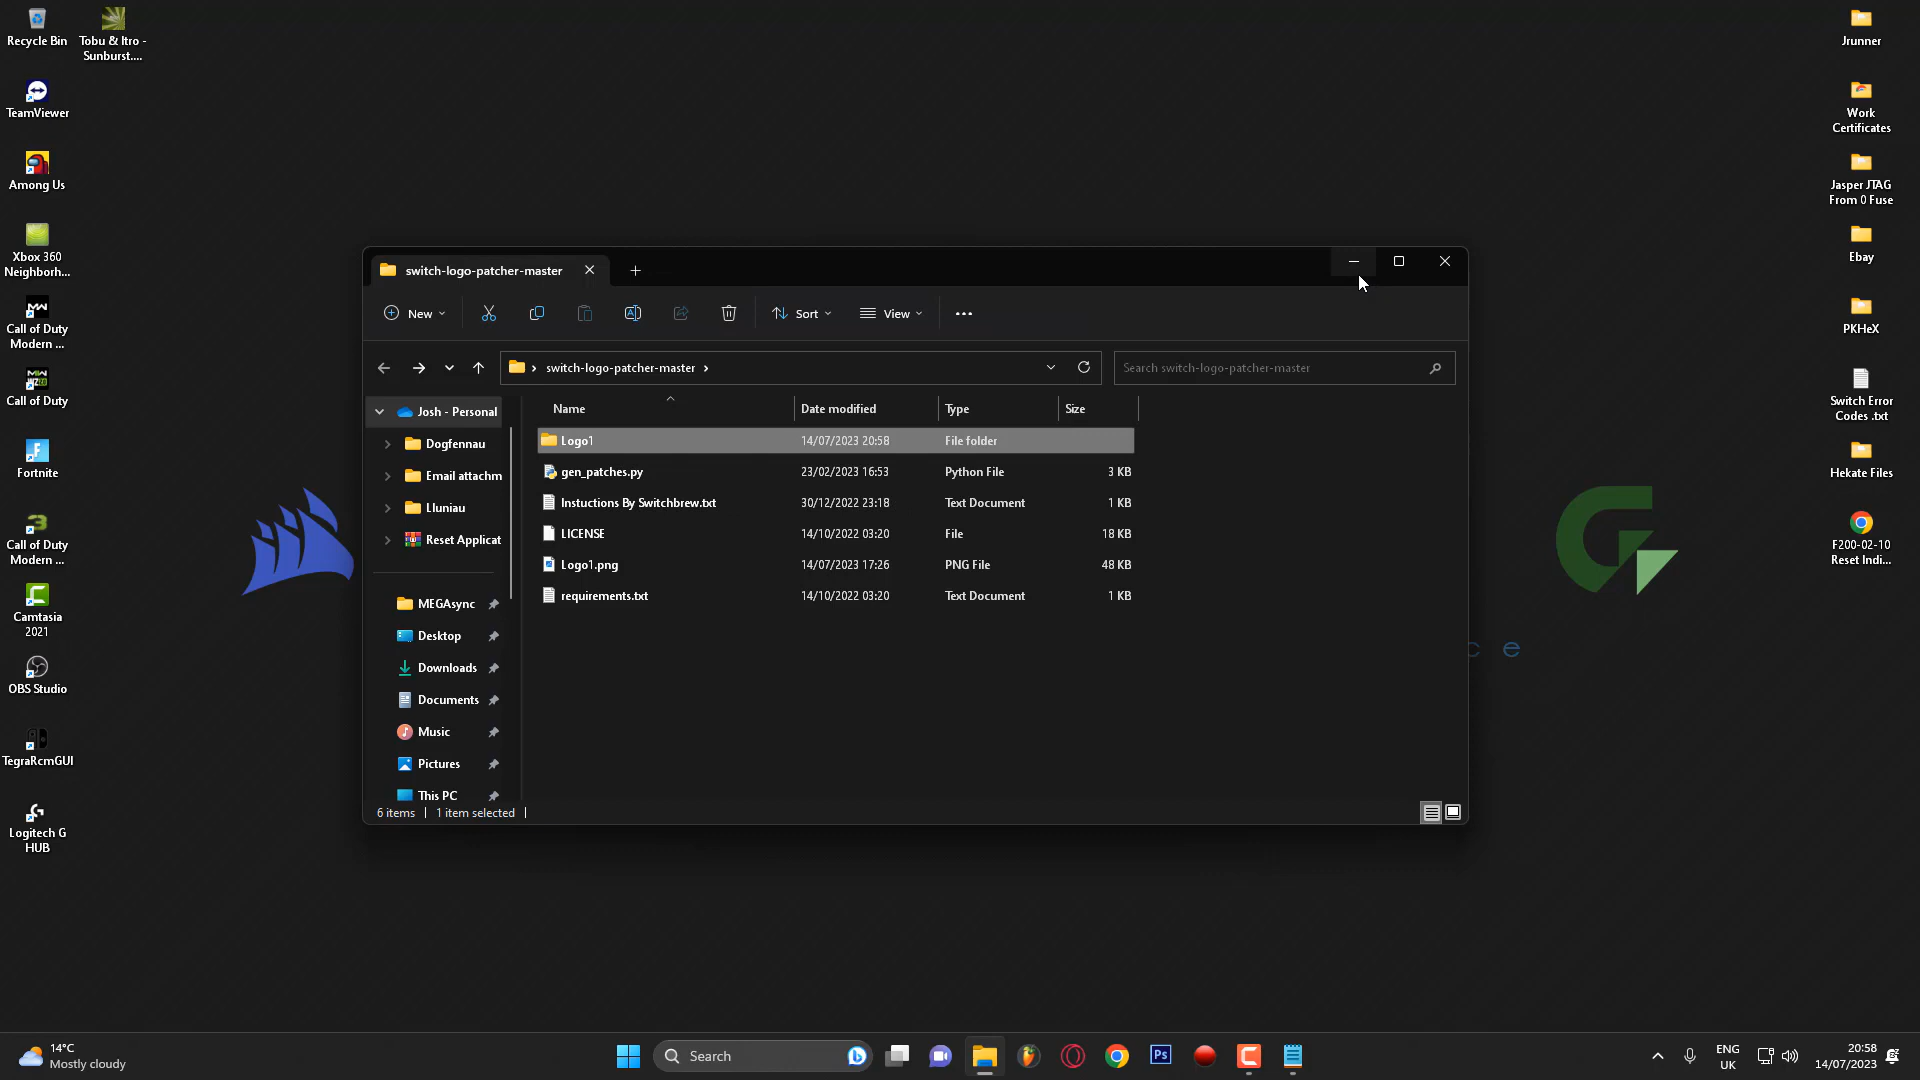 Recycle Bin
Tobu & Itro -
Sunburst....
TeamViewer
Among Us
Xbox 360
Neighborh...
Call of Duty
Modern ...
Call of Duty
Fortnite
Call of Duty
Modern ...
Camtasia
2021
OBS Studio
TegraRcmGUI
Logitech G
HUB
switch-logo-patcher-master
New
Sort
View
switch-logo-patcher-master
Search switch-logo-patcher-master
Josh - Personal
Dogfennau
Email attachm
Lluniau
Reset Applicat
MEGAsync
Desktop
Downloads
Documents
Music
Pictures
This PC
Name Date modified Type Size
Logo1 14/07/2023 20:58 File folder
gen_patches.py 23/02/2023 16:53 Python File 3 KB
Instuctions By Switchbrew.txt 30/12/2022 23:18 Text Document 1 KB
LICENSE 14/10/2022 03:20 File 18 KB
Logo1.png 14/07/2023 17:26 PNG File 48 KB
requirements.txt 14/10/2022 03:20 Text Document 1 KB
6 items 1 item selected
c e
Jrunner
Work
Certificates
Jasper JTAG
From 0 Fuse
Ebay
PKHeX
Switch Error
Codes .txt
Hekate Files
F200-02-10
Reset Indi...
14°C
Mostly cloudy
Search
Ps
ENG
UK
20:58
14/07/2023